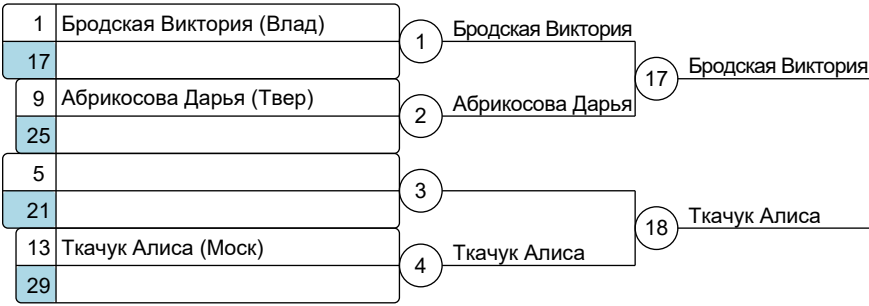 1 Бродская Виктория (Влад)
17
1 Бродская Виктория
9 Абрикосова Дарья (Твер)
25
2 Абрикосова Дарья
17 Бродская Виктория
5
21
3
13 Ткачук Алиса (Моск)
29
4 Ткачук Алиса
18 Ткачук Алиса